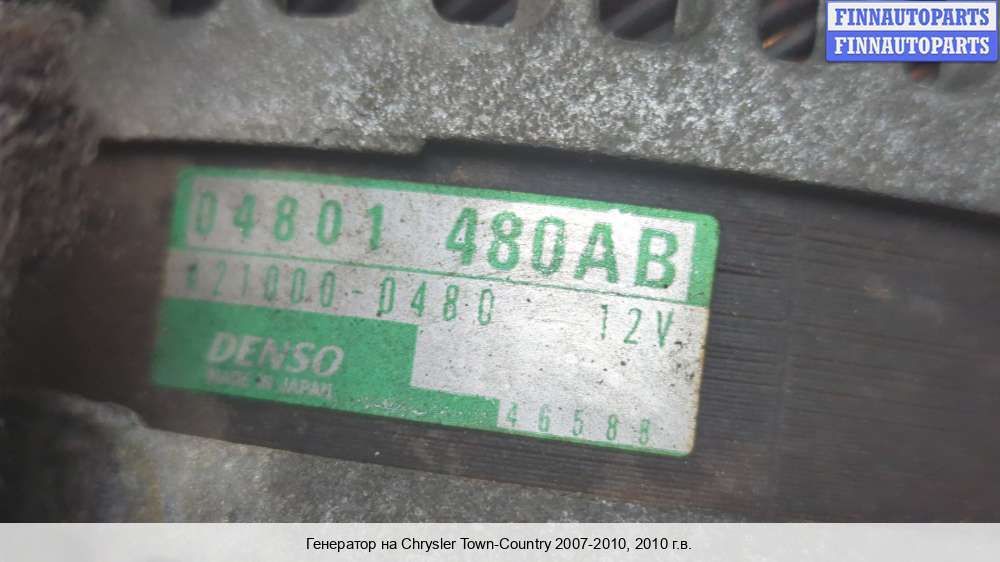 FINNAUTOPARTS
FINNAUTOPARTS
04801 480AB
421000-0480 12V
DENSO
MADE IN JAPAN
46588
Генератор на Chrysler Town-Country 2007-2010, 2010 г.в.